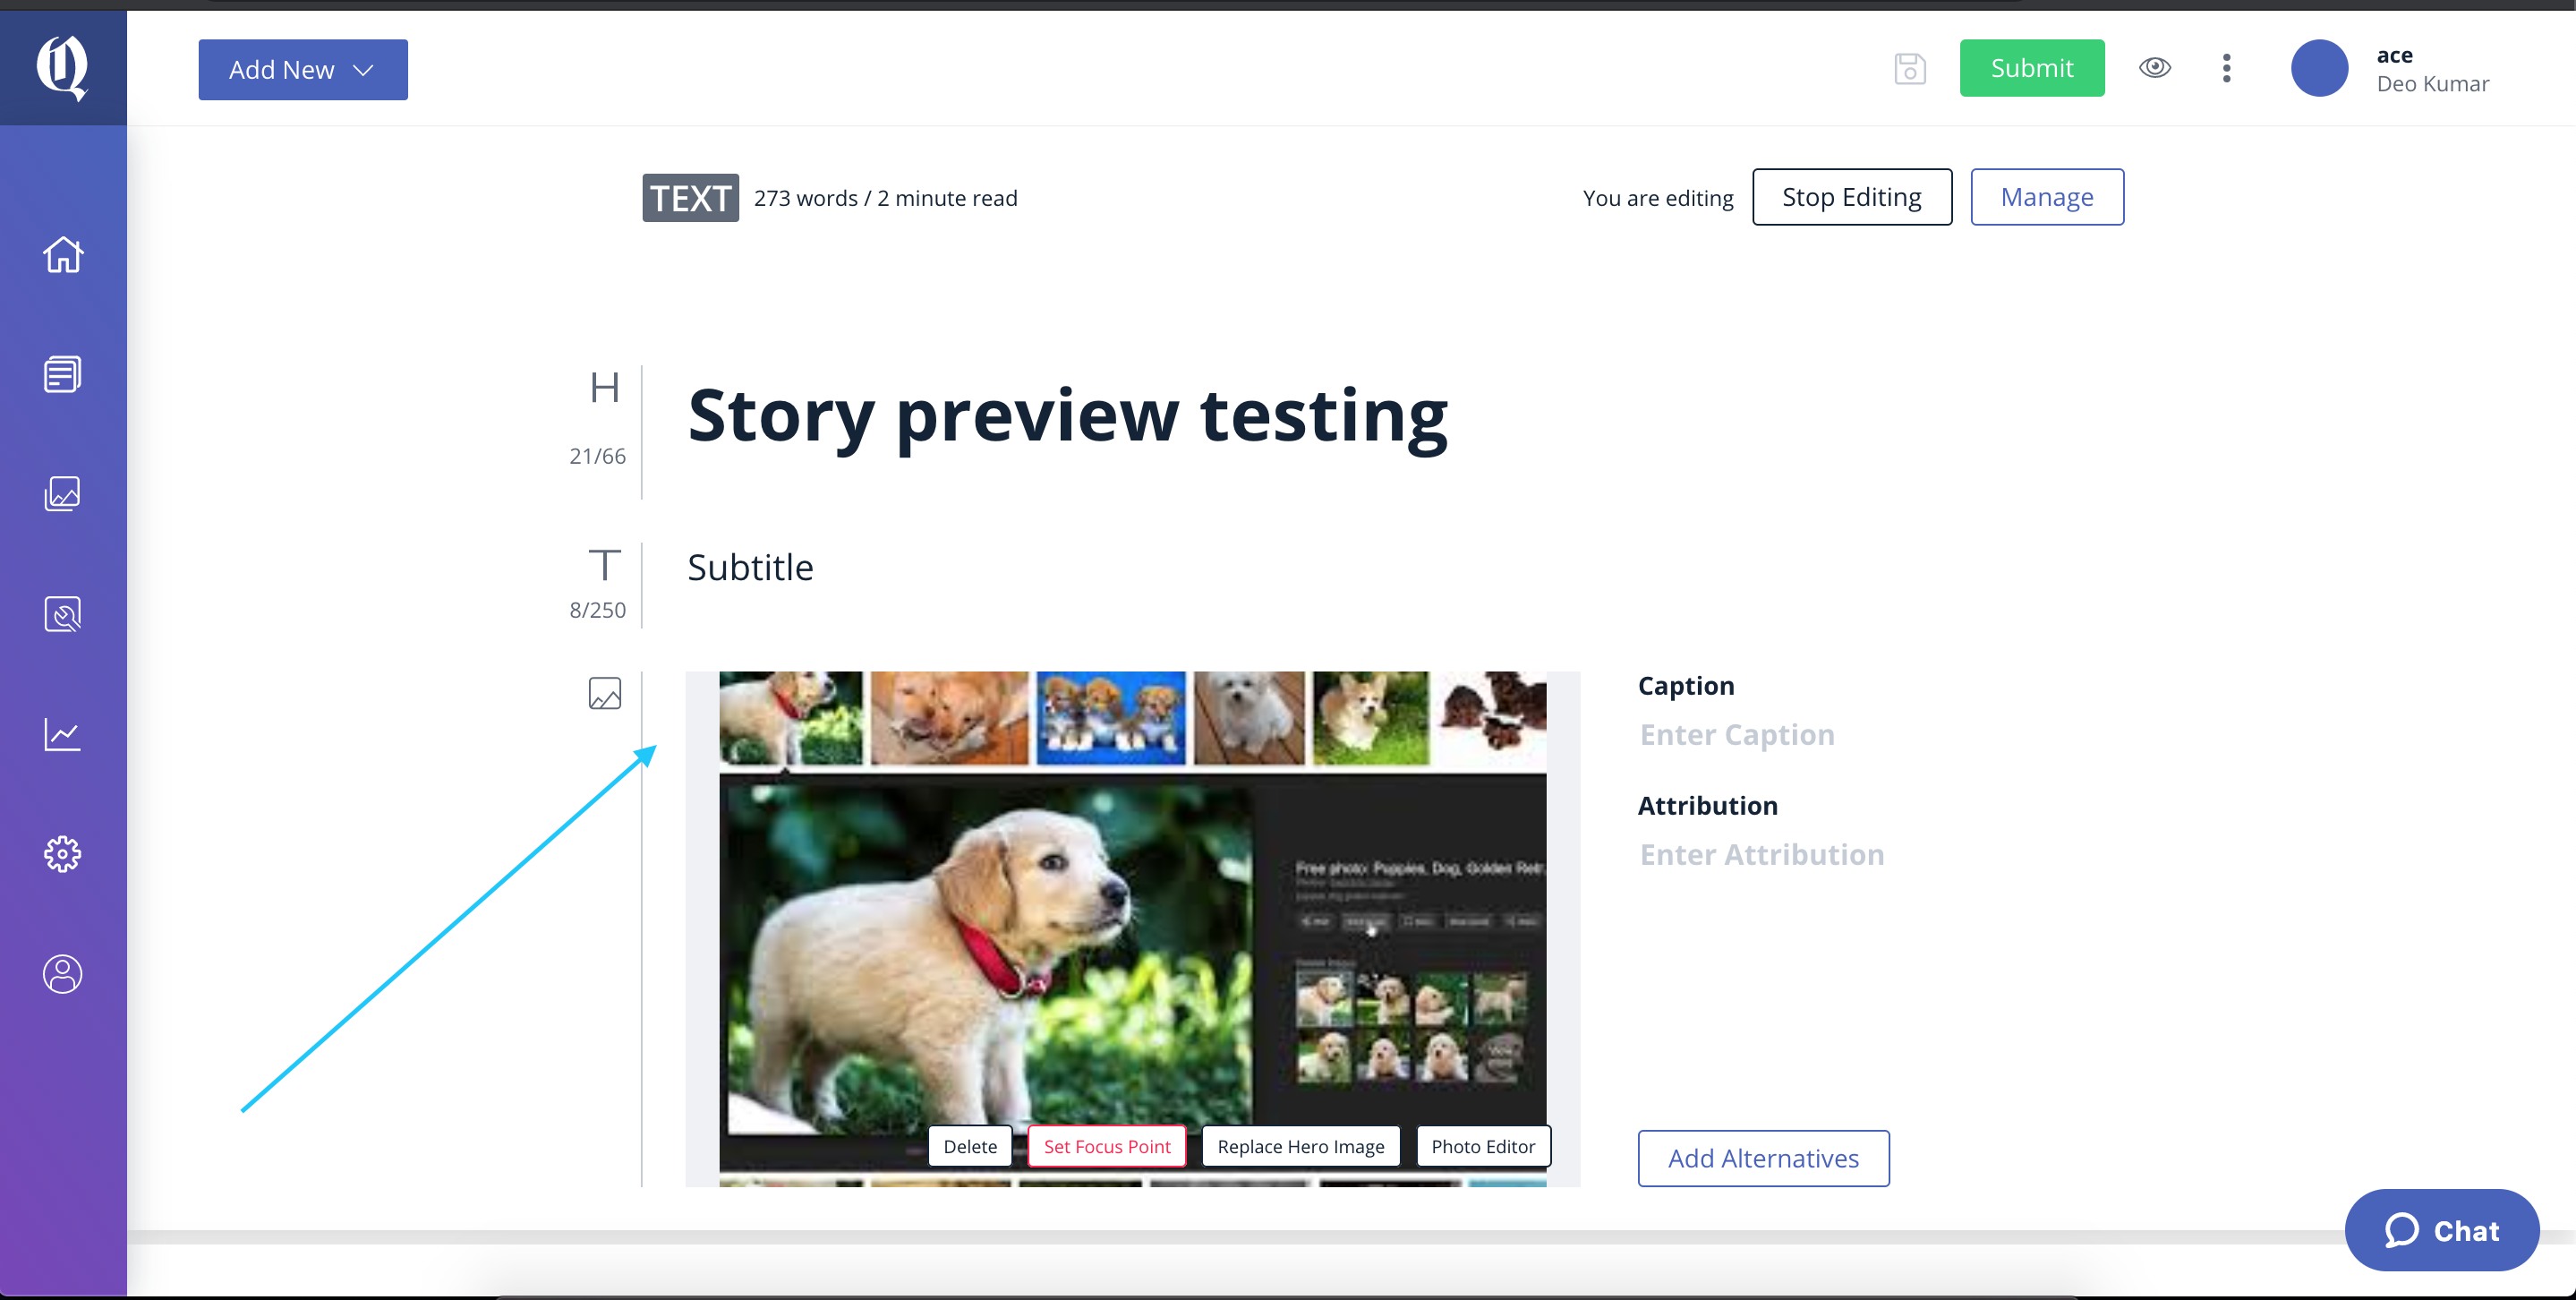 Q
Add New
Submit
ace
Deo Kumar
TEXT 273 words / 2 minute read
You are editing Stop Editing Manage
H
21/66
Story preview testing
T
8/250
Subtitle
Caption
Enter Caption
Attribution
Enter Attribution
Free photo: Puppies, Dog, Golden Retr
Delete Set Focus Point Replace Hero Image Photo Editor
Add Alternatives
Chat